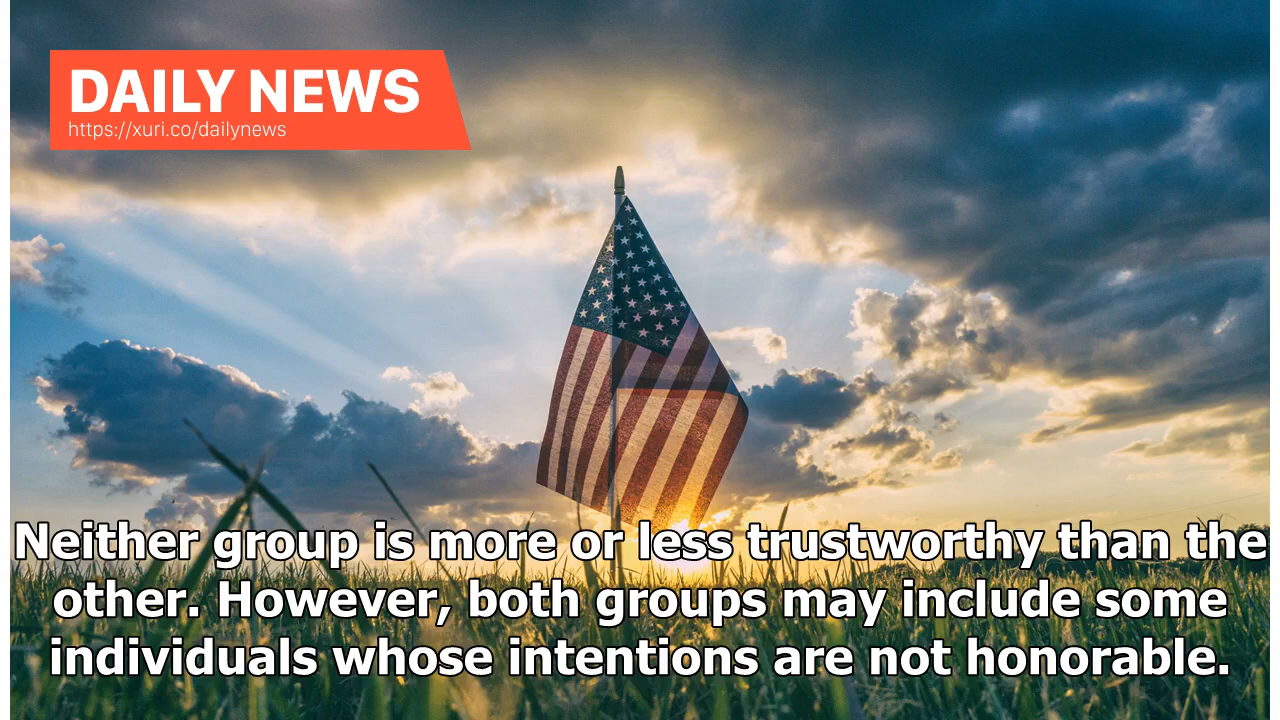 DAILY NEWS
https://xuri.co/dailynews
Neither group is more or less trustworthy than the
other. However, both groups may include some
individuals whose intentions are not honorable.